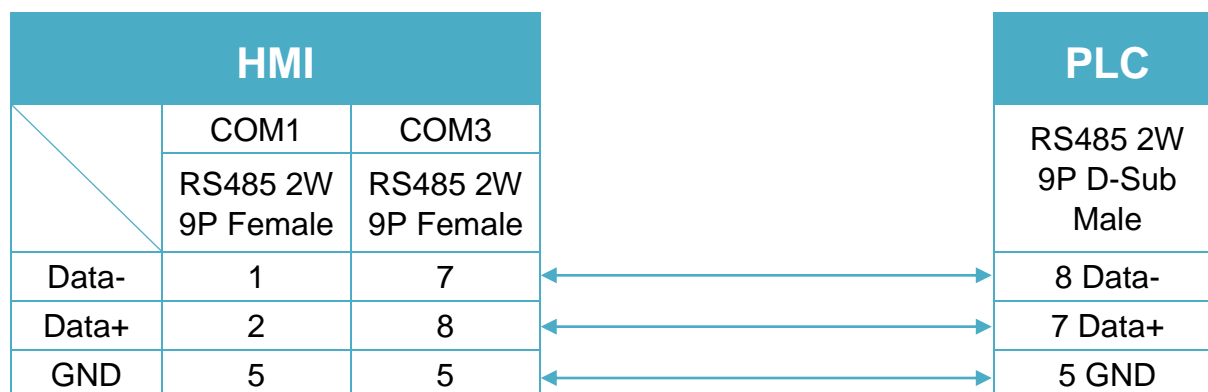 HMI PLC
COM1 COM3
RS485 2W
9P Female
RS485 2W
9P Female
RS485 2W
9P D-Sub
Male
Data- 1 7 8 Data-
Data+ 2 8 7 Data+
GND 5 5 5 GND